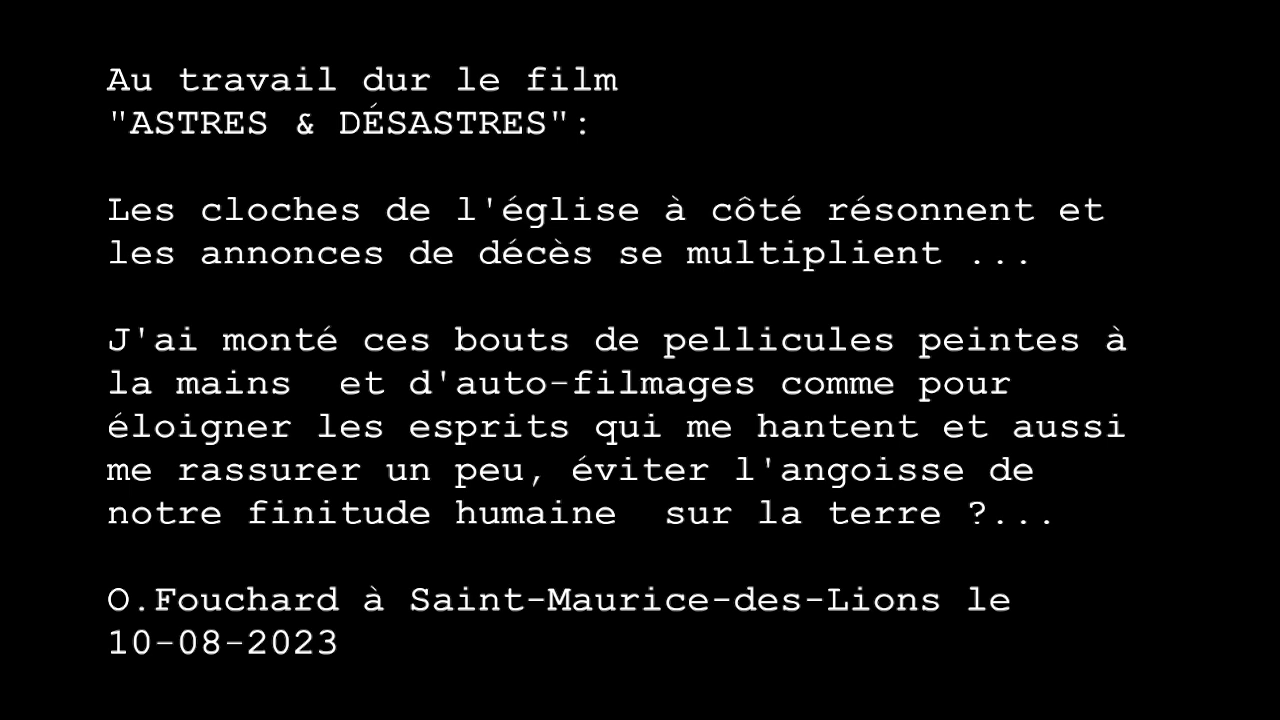 Au travail dur le film
"ASTRES & DÉSASTRES":
Les cloches de l'église à côté résonnent et
les annonces de décès se multiplient ...
J'ai monté ces bouts de pellicules peintes à
la mains  et d'auto-filmages comme pour
éloigner les esprits qui me hantent et aussi
me rassurer un peu, éviter l'angoisse de
notre finitude humaine  sur la terre ?...
O.Fouchard à Saint-Maurice-des-Lions le
10-08-2023